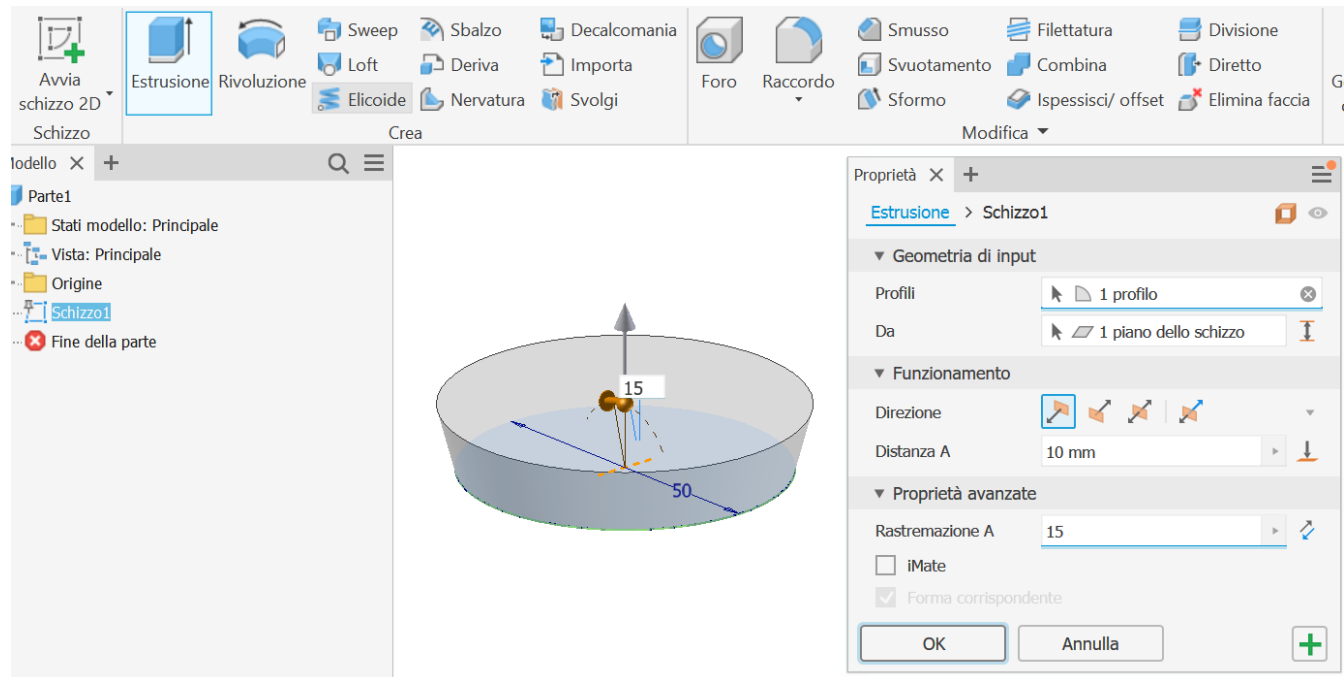 Avvia
schizzo 2D
Schizzo
Estrusione
Rivoluzione
Sweep
Sbalzo
Decalcomania
Loft
Deriva
Importa
Elicoide
Nervatura
Svolgi
Crea
Foro
Raccordo
Smusso
Filettatura
Divisione
Svuotamento
Combina
Diretto
Sformo
Ispessisci/ offset
Elimina faccia
Modifica
Modello
Parte1
Stati modello: Principale
Vista: Principale
Origine
Schizzo1
Fine della parte
15
50
Proprietà
Estrusione > Schizzo1
Geometria di input
Profili 1 profilo
Da 1 piano dello schizzo
Funzionamento
Direzione
Distanza A 10 mm
Proprietà avanzate
Rastremazione A 15
iMate
Forma corrispondente
OK Annulla